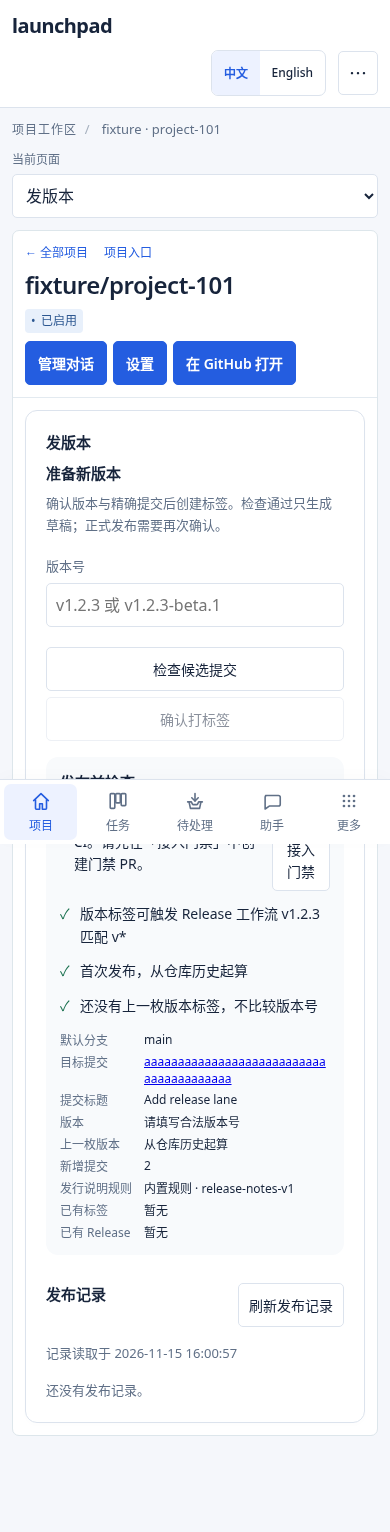 launchpad
中文 English ···
项目工作区 / fixture · project-101
当前页面
发版本
← 全部项目 项目入口
fixture/project-101
• 已启用
管理对话 设置 在 GitHub 打开
发版本
准备新版本
确认版本与精确提交后创建标签。检查通过只生成
草稿；正式发布需要再次确认。
版本号
v1.2.3 或 v1.2.3-beta.1
检查候选提交
确认打标签
项目 任务 待处理 助手 更多
接入
建门禁 PR。
门禁
✓ 版本标签可触发 Release 工作流 v1.2.3
匹配 v*
✓ 首次发布，从仓库历史起算
✓ 还没有上一枚版本标签，不比较版本号
默认分支 main
目标提交 aaaaaaaaaaaaaaaaaaaaaaaaaaa
aaaaaaaaaaaaa
提交标题 Add release lane
版本 请填写合法版本号
上一枚版本 从仓库历史起算
新增提交 2
发行说明规则 内置规则 · release-notes-v1
已有标签 暂无
已有 Release 暂无
发布记录 刷新发布记录
记录读取于 2026-11-15 16:00:57
还没有发布记录。